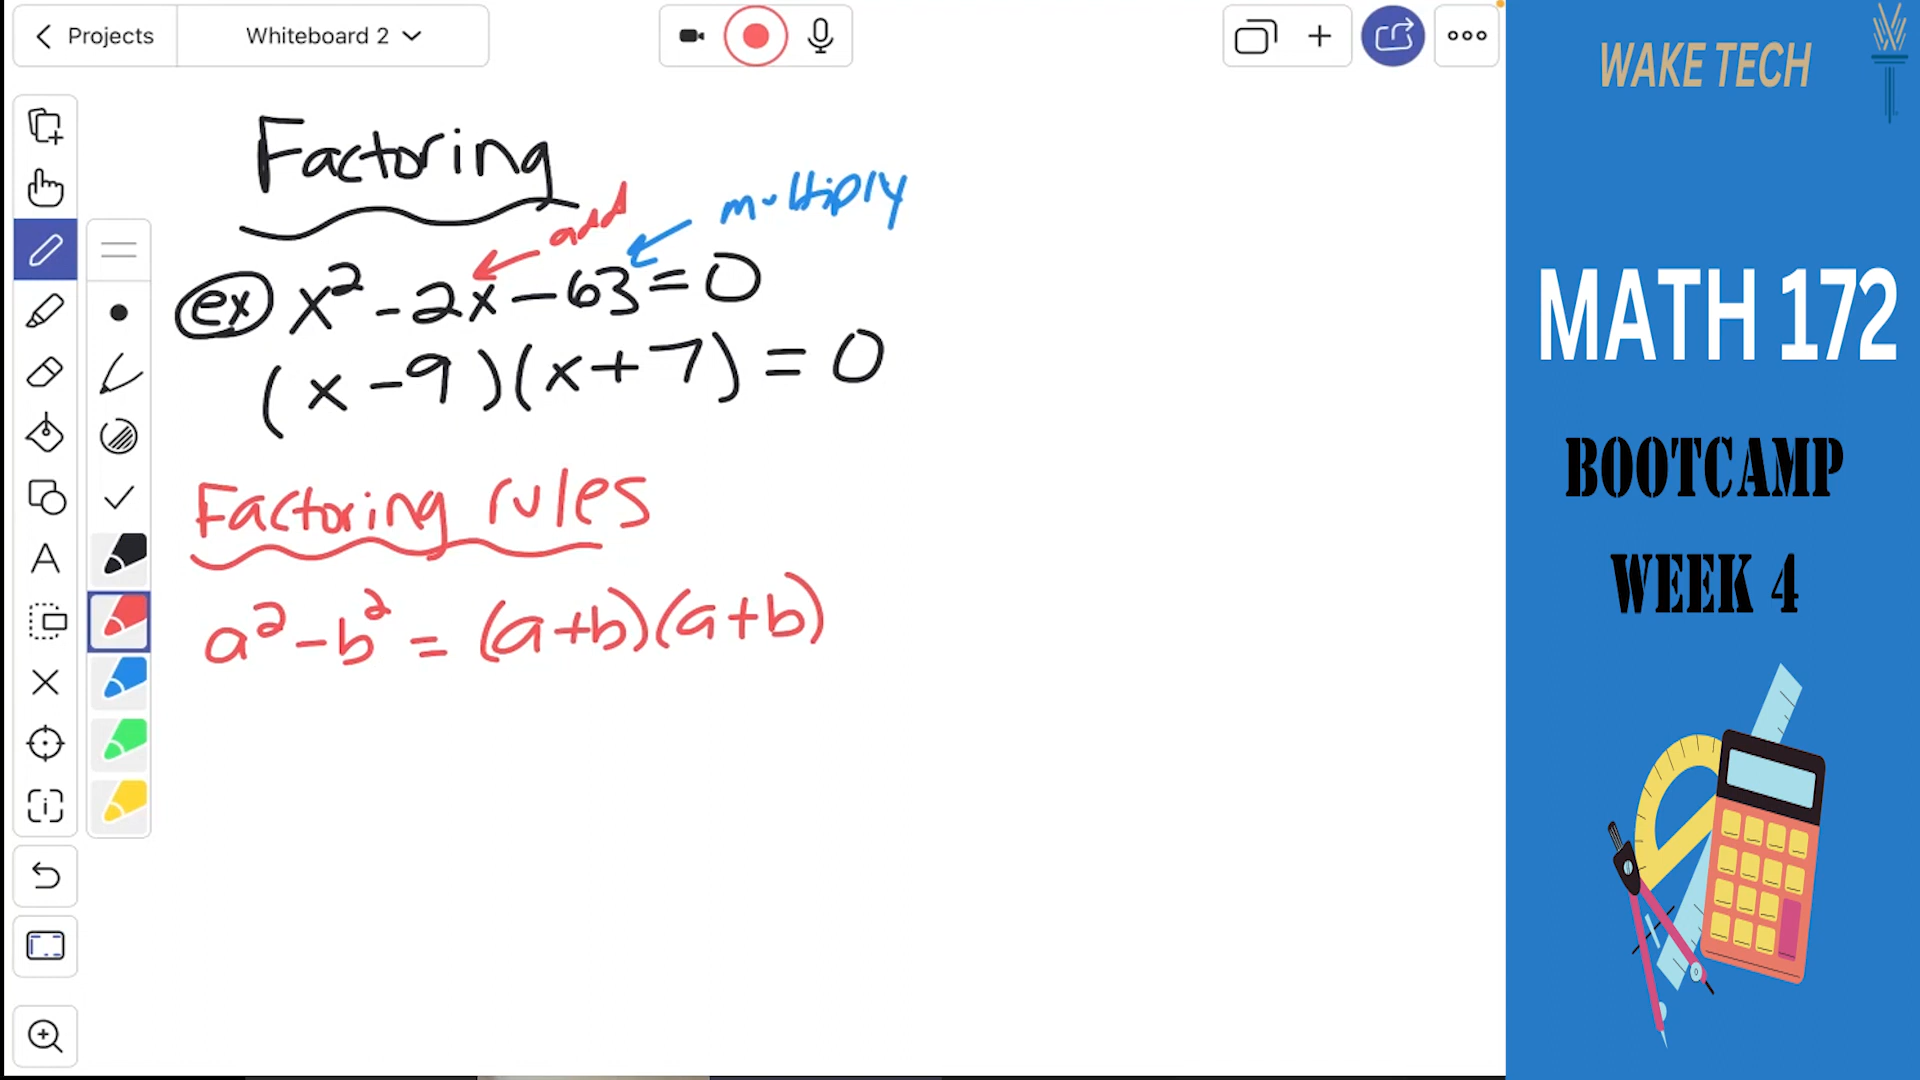 Projects
Whiteboard 2
WAKE TECH
Factoring
add
multiply
ex x² - 2x - 63 = 0
(x - 9)(x + 7) = 0
Factoring rules
a² - b² = (a + b)(a + b)
A
MATH 172
BOOTCAMP
WEEK 4